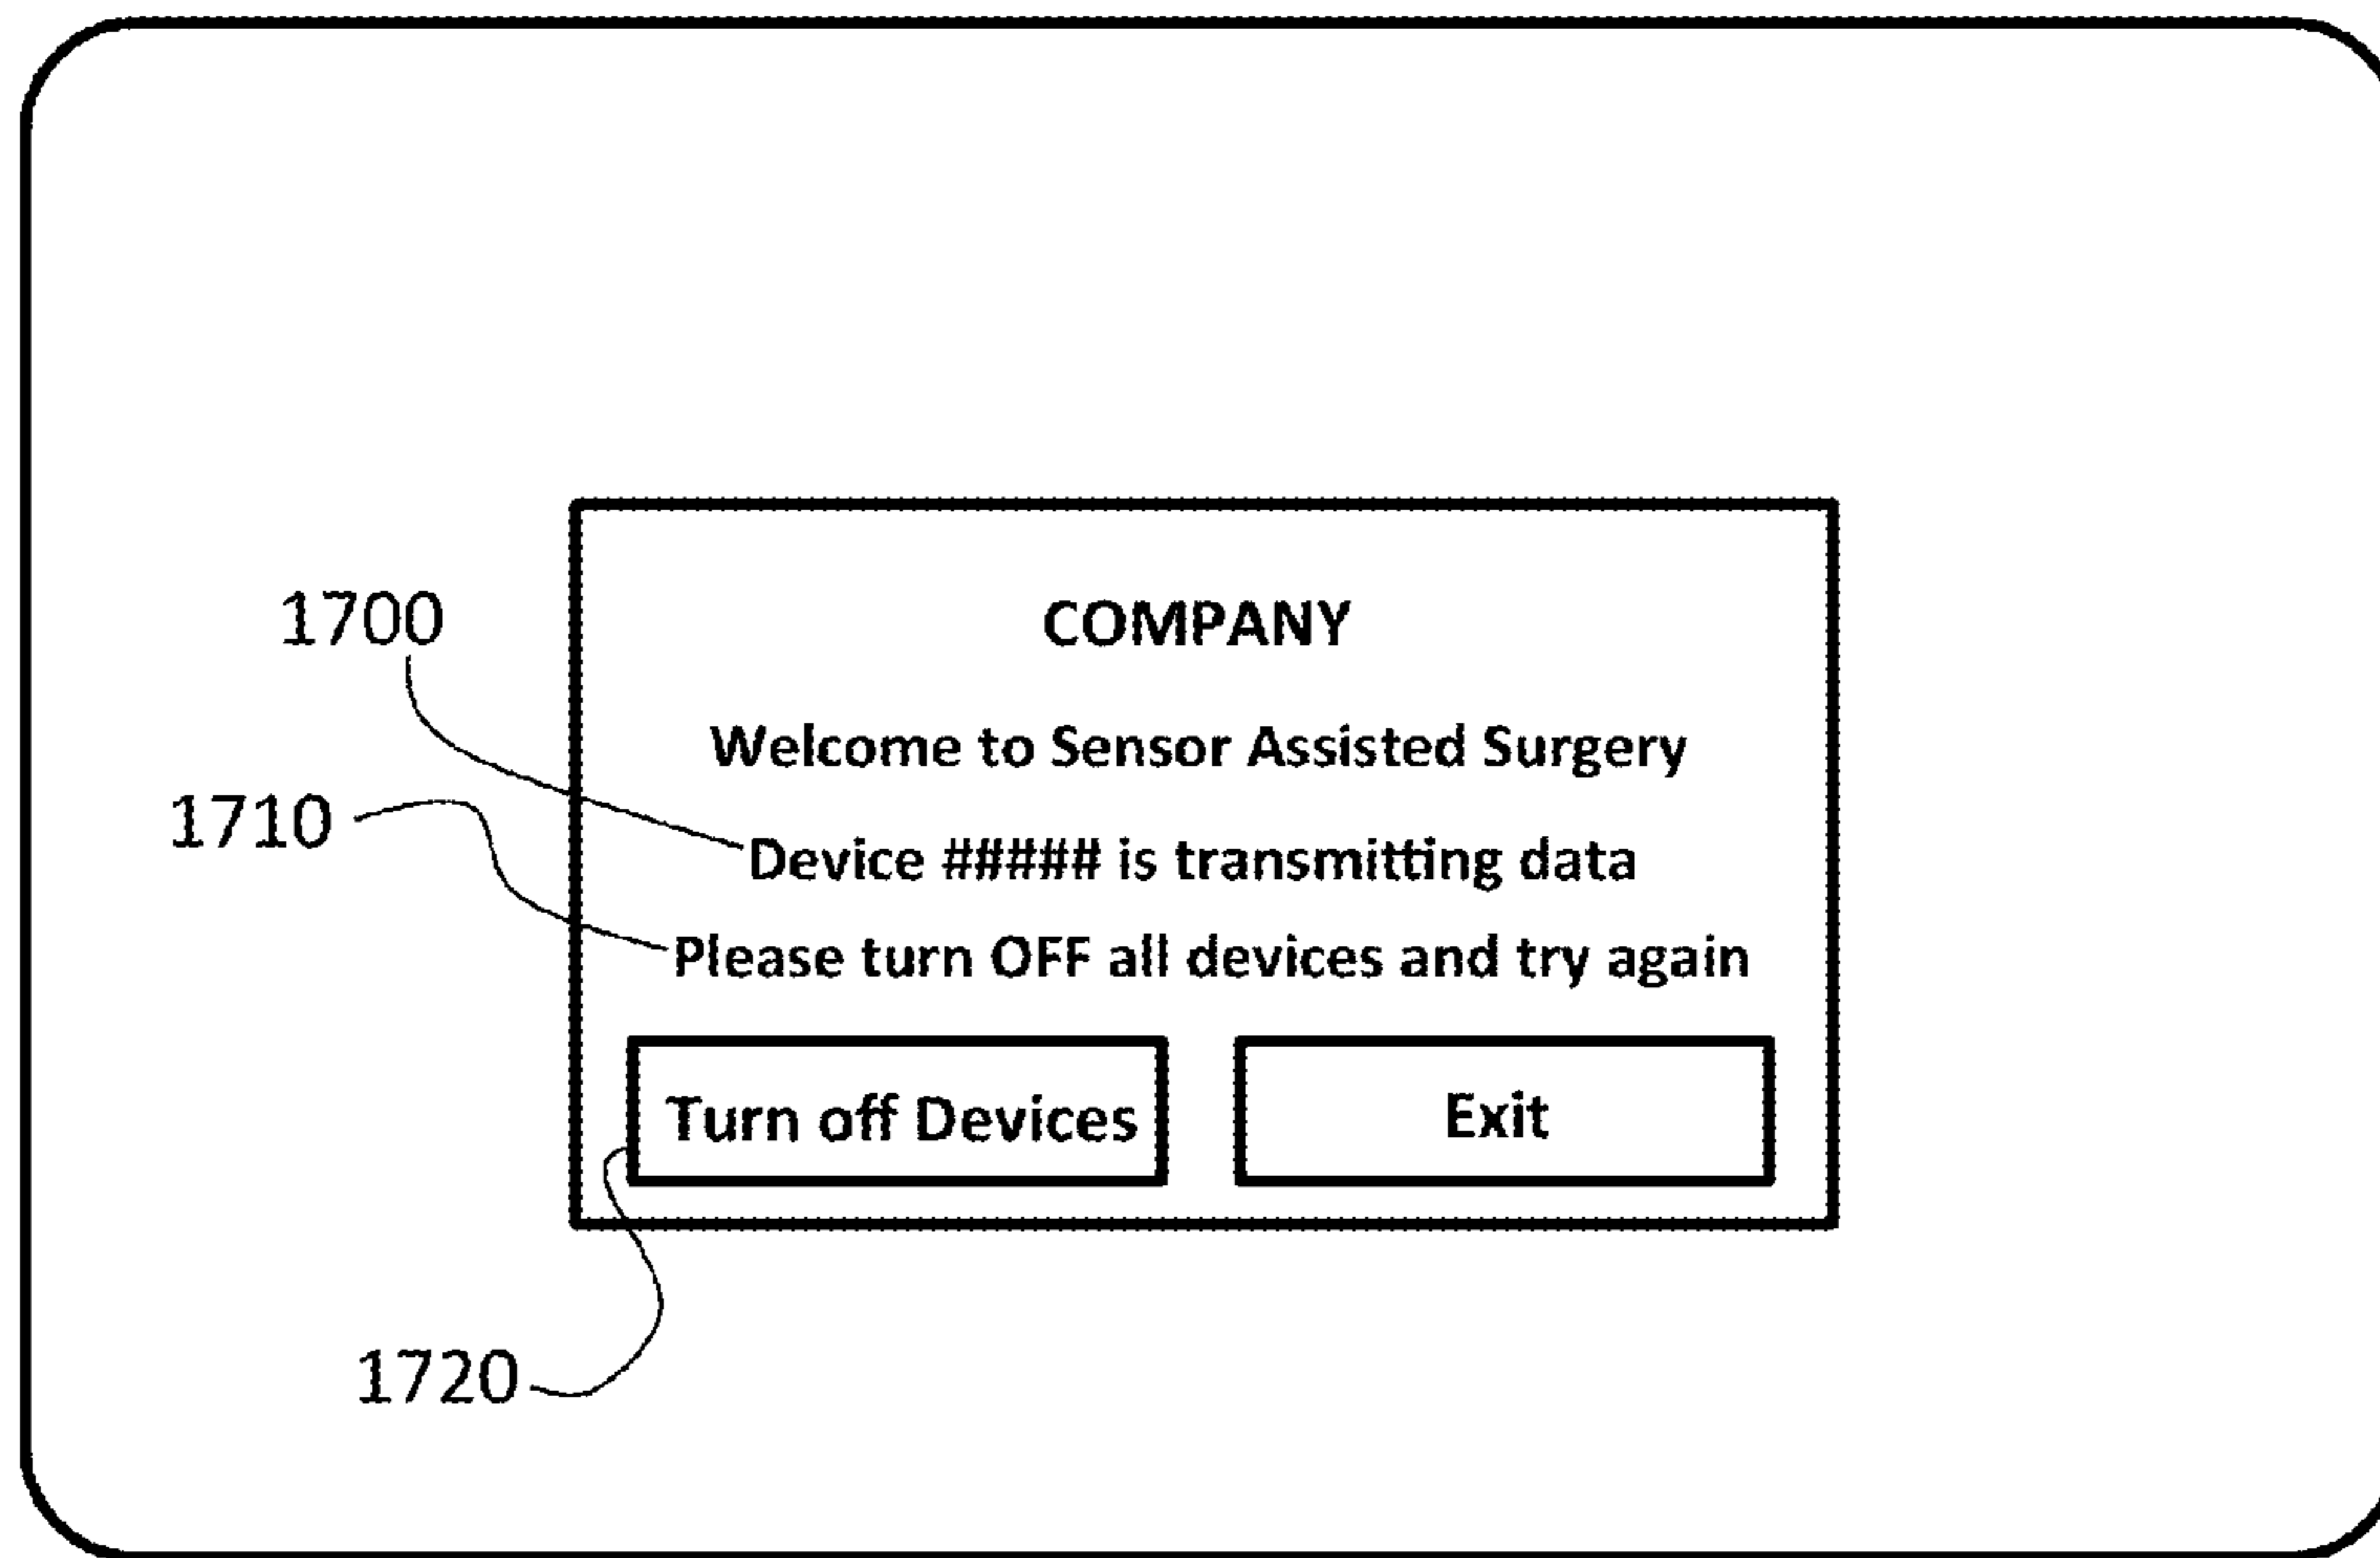 COMPANY
1700
Welcome to Sensor Assisted Surgery
1710
Device ##### is transmitting data
Please turn OFF all devices and try again
Turn off Devices
Exit
1720